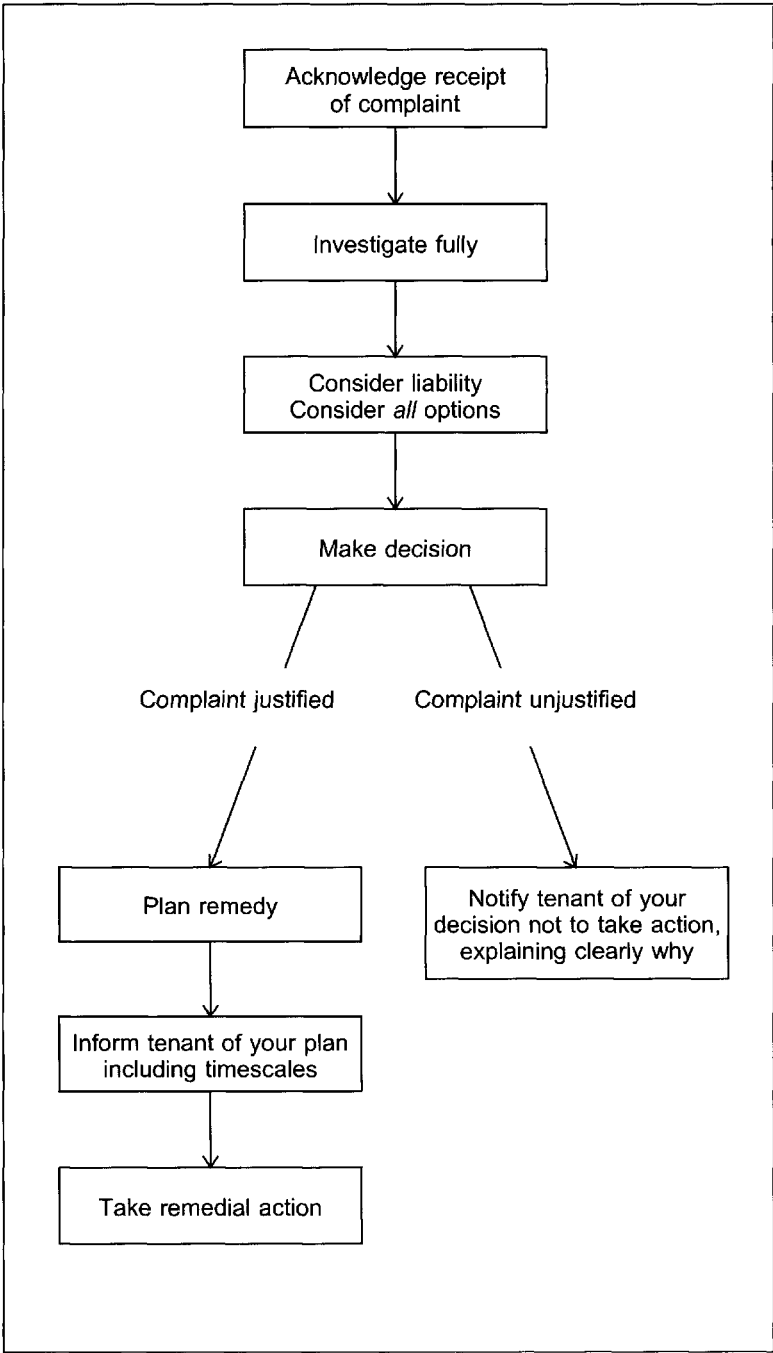 Acknowledge receipt
of complaint
Investigate fully
Consider liability
Consider all options
Make decision
Complaint justified
Complaint unjustified
Plan remedy
Notify tenant of your
decision not to take action,
explaining clearly why
Inform tenant of your plan
including timescales
Take remedial action